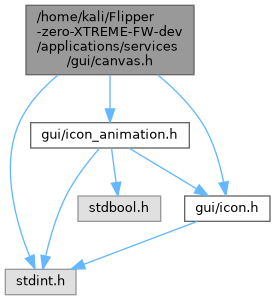 /home/kali/Flipper
-zero-XTREME-FW-dev
/applications/services
/gui/canvas.h
gui/icon_animation.h
stdbool.h
gui/icon.h
stdint.h